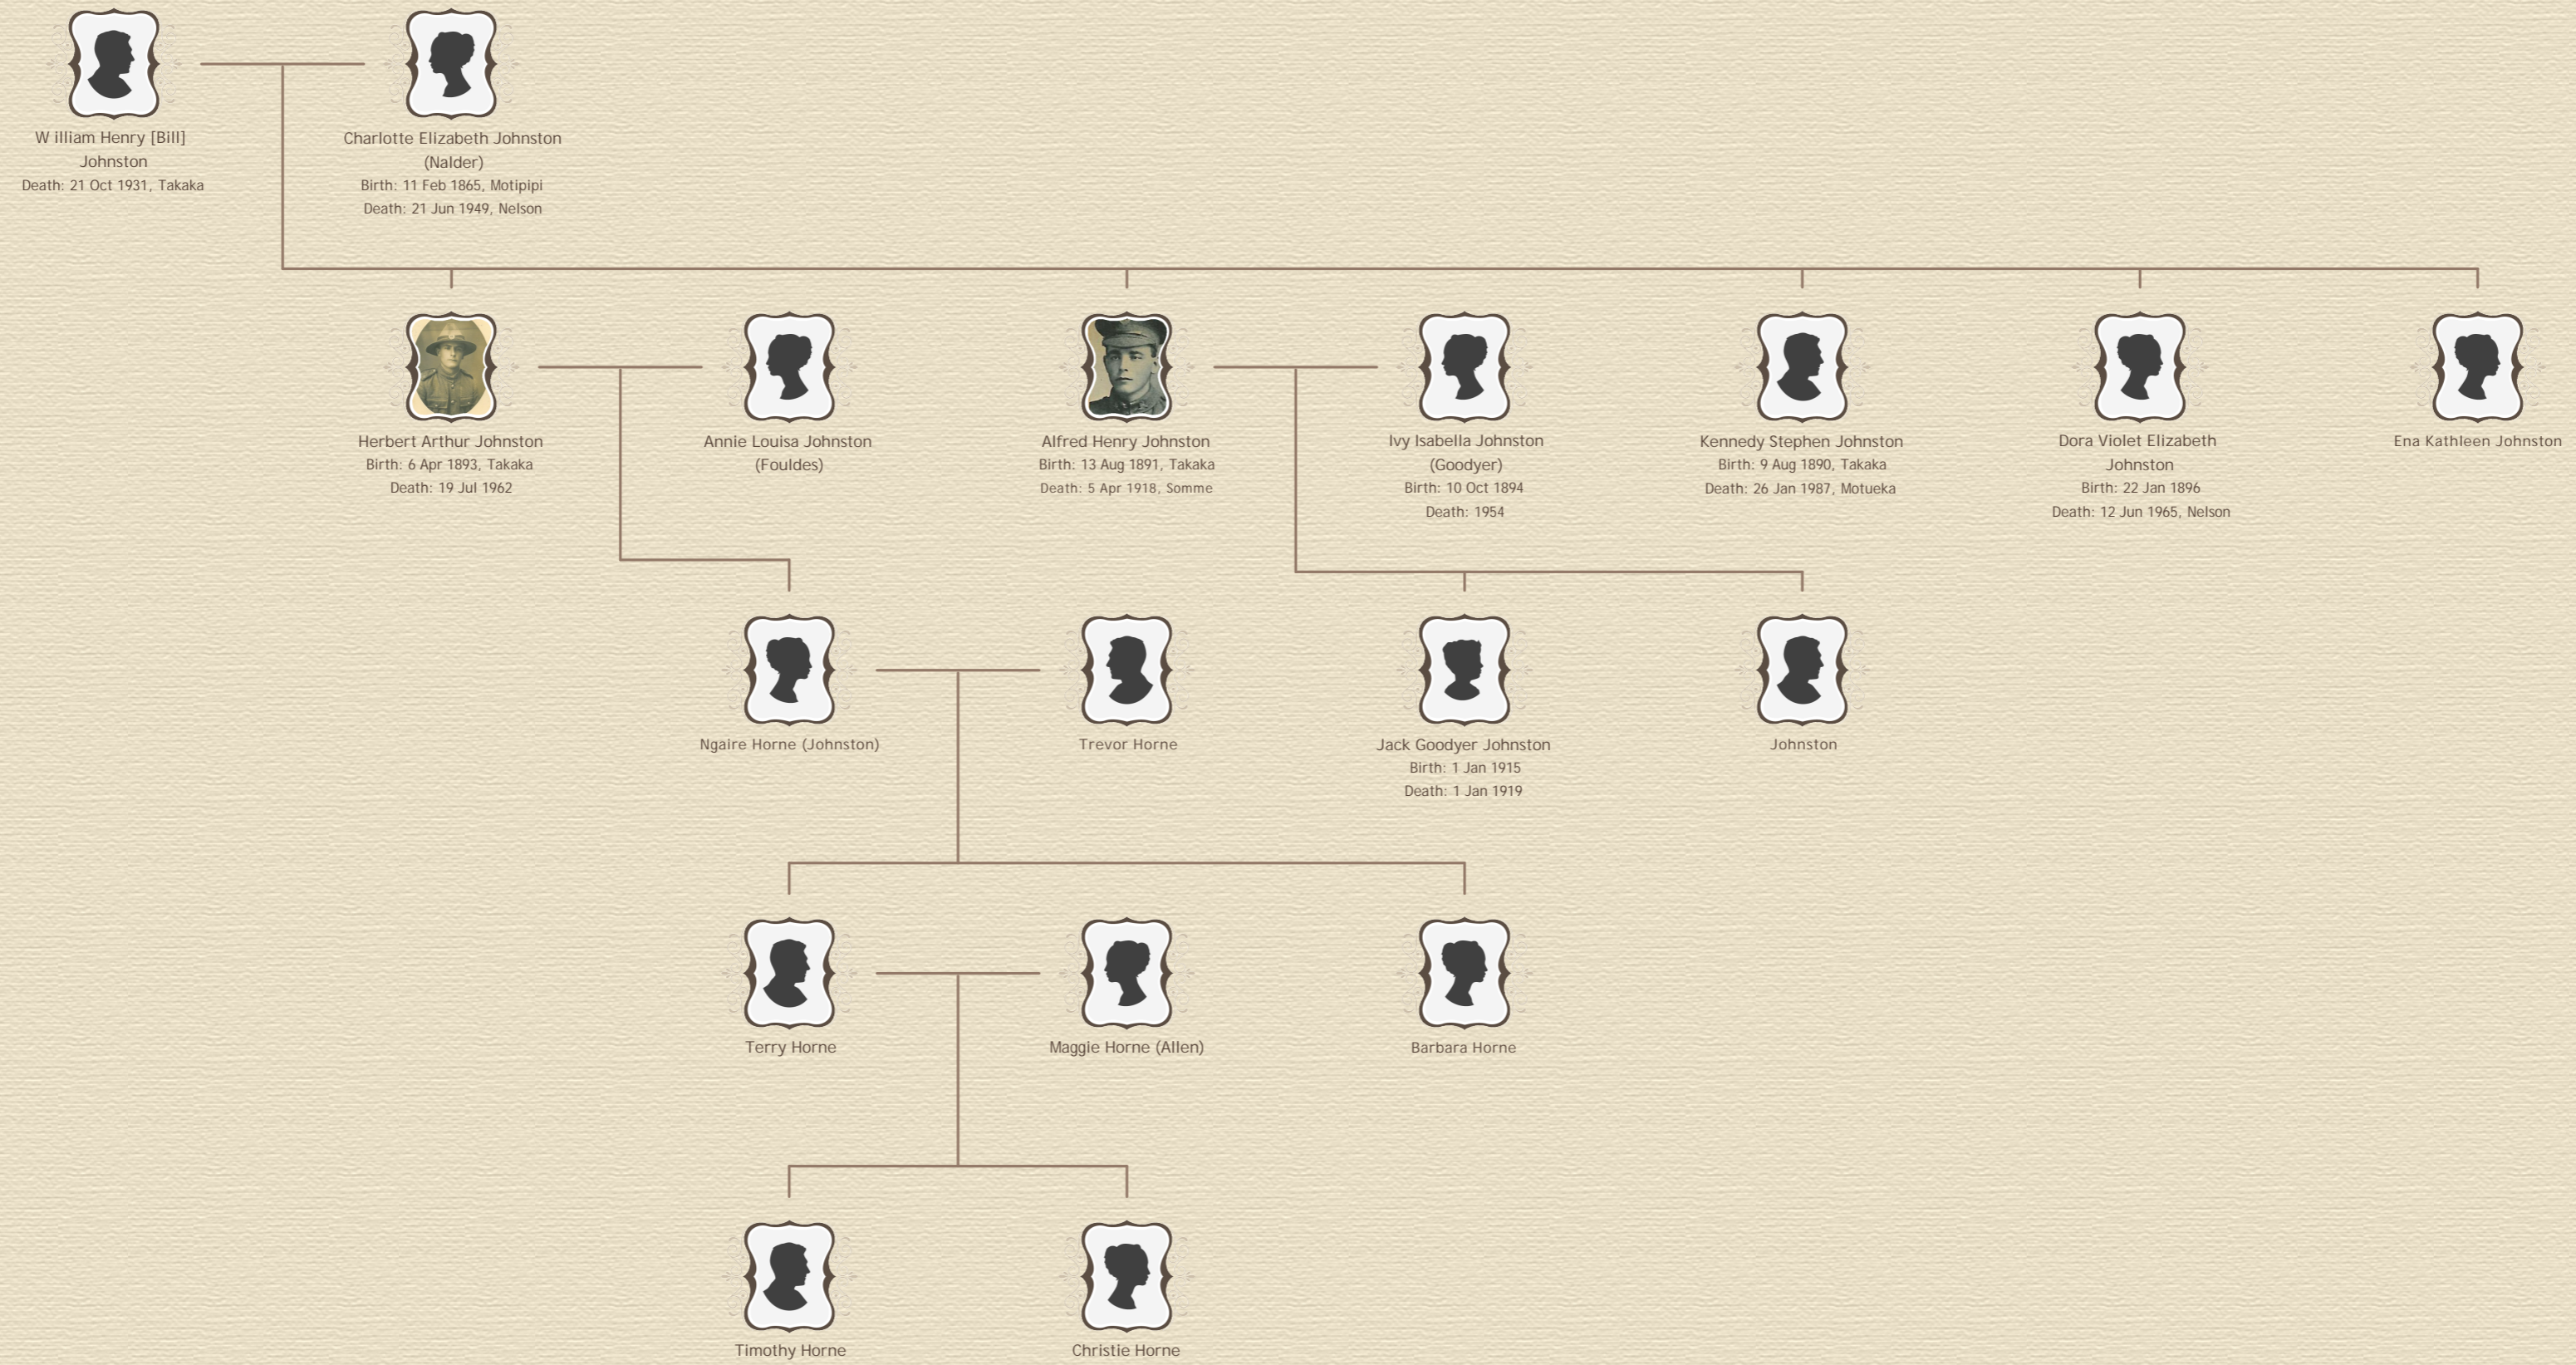 W illiam Henry [Bill]
Johnston
Death: 21 Oct 1931, Takaka
Charlotte Elizabeth Johnston
(Nalder)
Birth: 11 Feb 1865, Motipipi
Death: 21 Jun 1949, Nelson
Herbert Arthur Johnston
Birth: 6 Apr 1893, Takaka
Death: 19 Jul 1962
Annie Louisa Johnston
(Fouldes)
Alfred Henry Johnston
Birth: 13 Aug 1891, Takaka
Death: 5 Apr 1918, Somme
Ivy Isabella Johnston
(Goodyer)
Birth: 10 Oct 1894
Death: 1954
Kennedy Stephen Johnston
Birth: 9 Aug 1890, Takaka
Death: 26 Jan 1987, Motueka
Dora Violet Elizabeth
Johnston
Birth: 22 Jan 1896
Death: 12 Jun 1965, Nelson
Ena Kathleen Johnston
Ngaire Horne (Johnston)
Trevor Horne
Jack Goodyer Johnston
Birth: 1 Jan 1915
Death: 1 Jan 1919
Johnston
Terry Horne
Maggie Horne (Allen)
Barbara Horne
Timothy Horne
Christie Horne